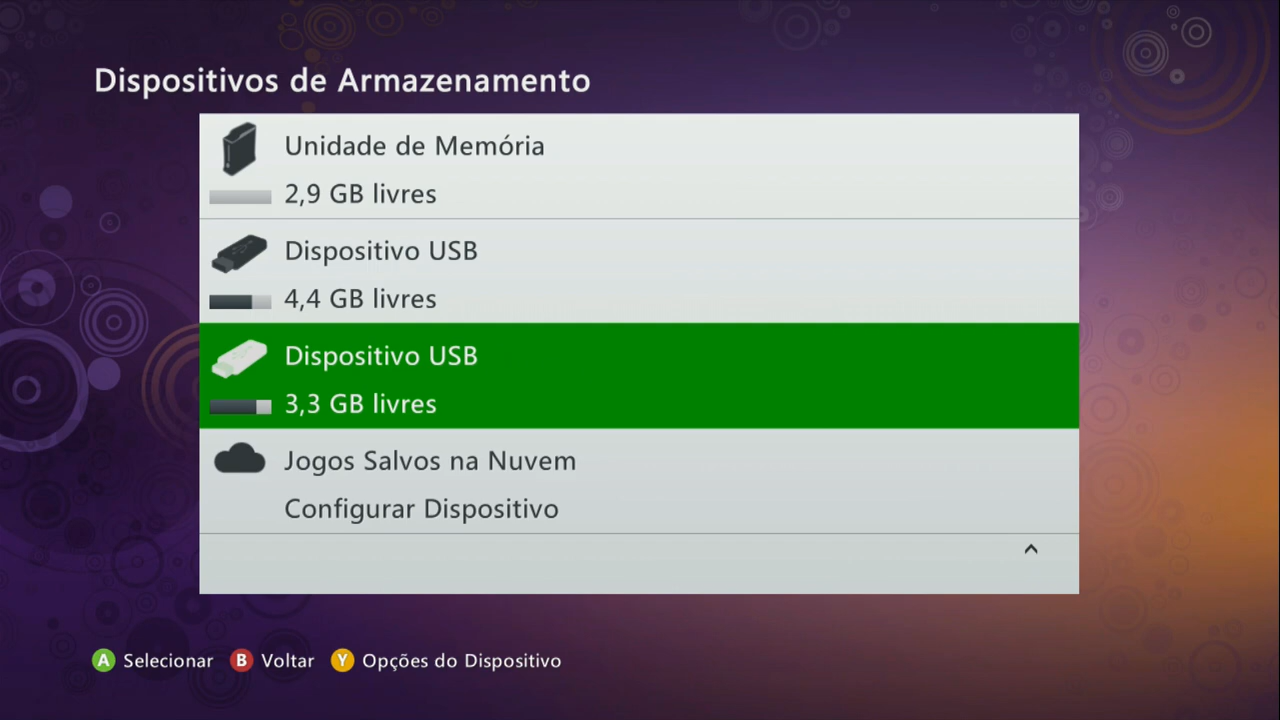 Dispositivos de Armazenamento
Unidade de Memória
2,9 GB livres
Dispositivo USB
4,4 GB livres
Dispositivo USB
3,3 GB livres
Jogos Salvos na Nuvem
Configurar Dispositivo
A Selecionar B Voltar Y Opções do Dispositivo